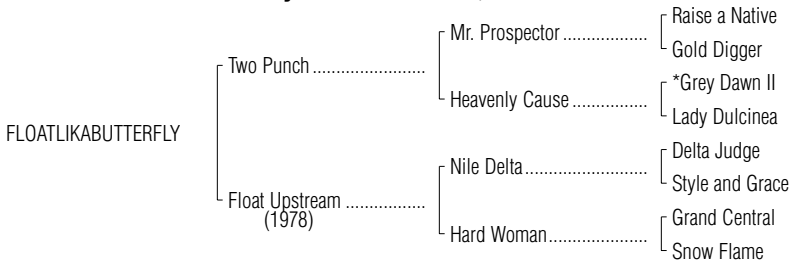 Raise a Native
Mr. Prospector ...................
Gold Digger
Two Punch ........................
*Grey Dawn II
Heavenly Cause .................
Lady Dulcinea
FLOATLIKABUTTERFLY
Delta Judge
Nile Delta ...........................
Style and Grace
Float Upstream .................
(1978)
Grand Central
Hard Woman ......................
Snow Flame